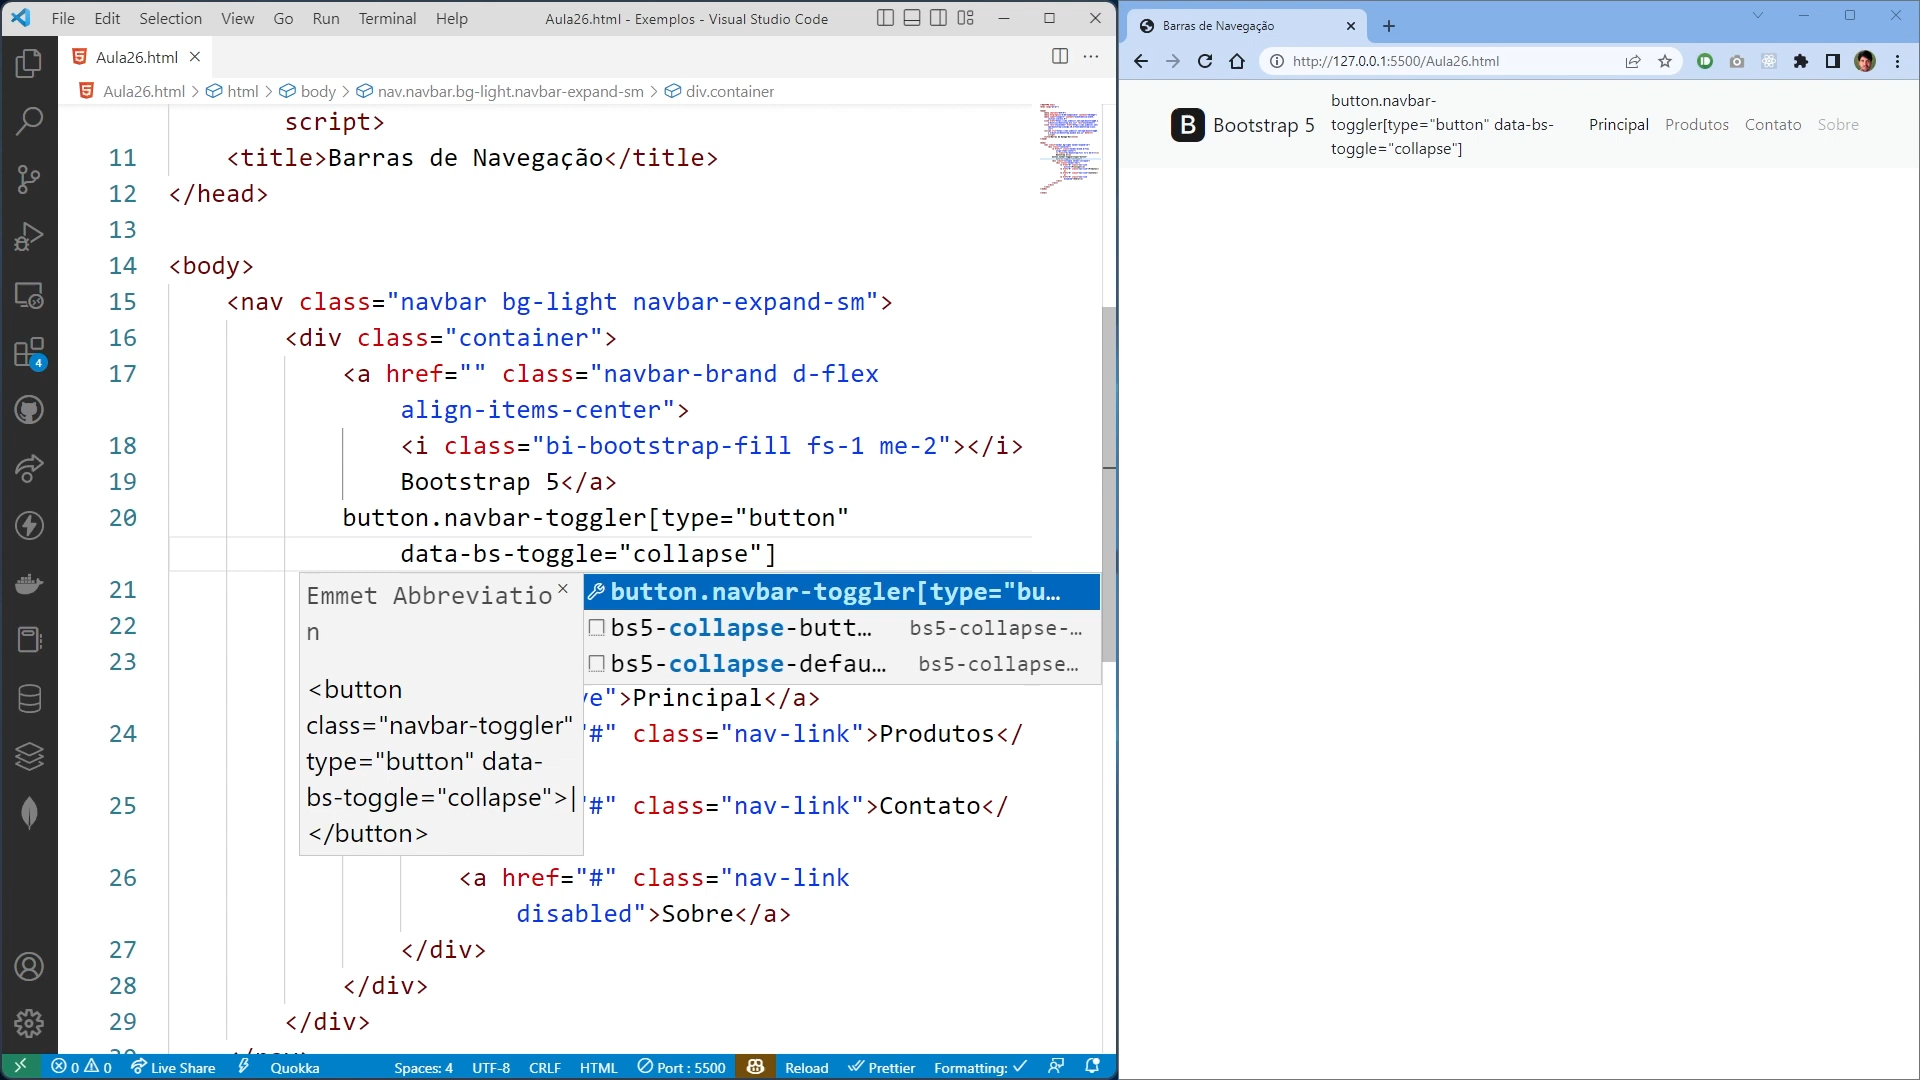 File Edit Selection View Go Run Terminal Help Aula26.html - Exemplos - Visual Studio Code
Aula26.html
Aula26.html > html > body > nav.navbar.bg-light.navbar-expand-sm > div.container
script>
11 <title>Barras de Navegação</title>
12 </head>
13
14 <body>
15 <nav class="navbar bg-light navbar-expand-sm">
16 <div class="container">
17 <a href="" class="navbar-brand d-flex
align-items-center">
18 <i class="bi-bootstrap-fill fs-1 me-2"></i>
19 Bootstrap 5</a>
20 button.navbar-toggler[type="button"
data-bs-toggle="collapse"]
21
22
23
ve">Principal</a>
24 "#" class="nav-link">Produtos</
25 "#" class="nav-link">Contato</
26 <a href="#" class="nav-link
disabled">Sobre</a>
27 </div>
28 </div>
29 </div>
Emmet Abbreviatio
n
<button
class="navbar-toggler"
type="button" data-
bs-toggle="collapse">|
</button>
button.navbar-toggler[type="bu…
bs5-collapse-butt… bs5-collapse-…
bs5-collapse-defau… bs5-collapse…
4
0 0 Live Share Quokka Spaces: 4 UTF-8 CRLF HTML Port : 5500 Reload Prettier Formatting:
Barras de Navegação
http://127.0.0.1:5500/Aula26.html
B Bootstrap 5
button.navbar-
toggler[type="button" data-bs-
toggle="collapse"]
Principal Produtos Contato Sobre